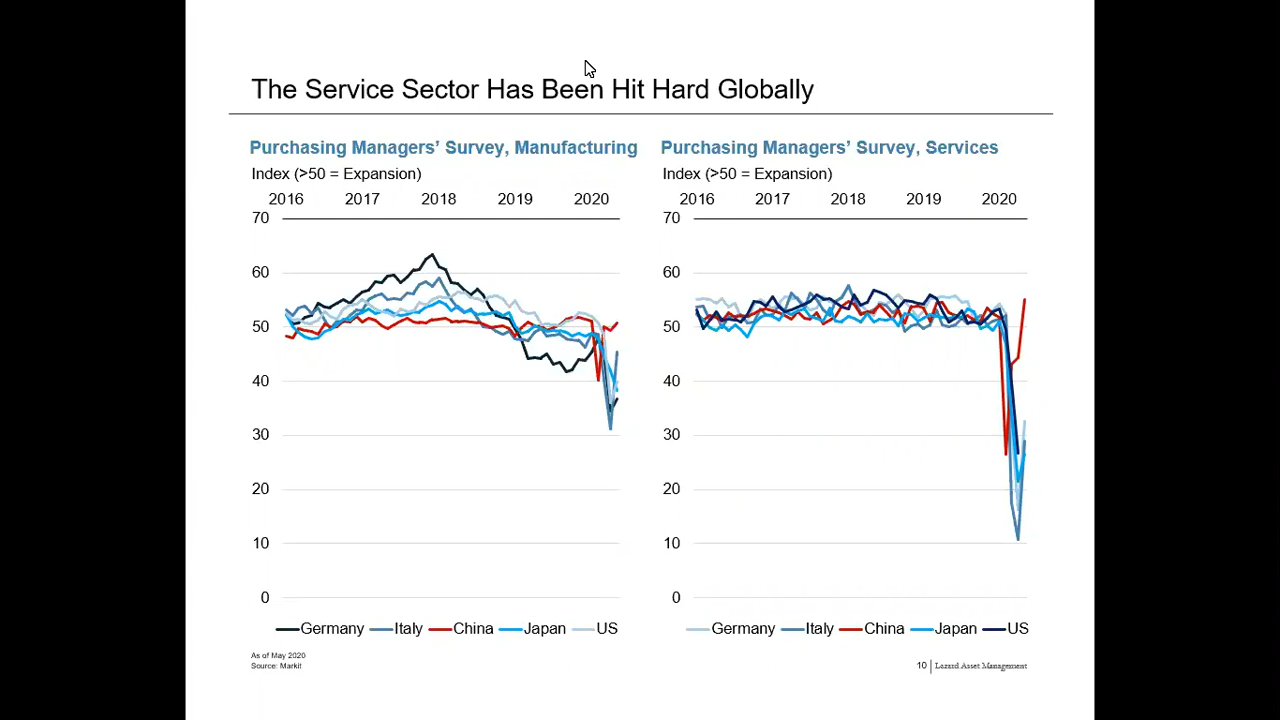 The Service Sector Has Been Hit Hard Globally
Purchasing Managers’ Survey, Manufacturing
Index (>50 = Expansion)
2016 2017 2018 2019 2020
70
60
50
40
30
20
10
0
Germany Italy China Japan US
Purchasing Managers’ Survey, Services
Index (>50 = Expansion)
2016 2017 2018 2019 2020
70
60
50
40
30
20
10
0
Germany Italy China Japan US
As of May 2020
Source: Markit
10 Lazard Asset Management